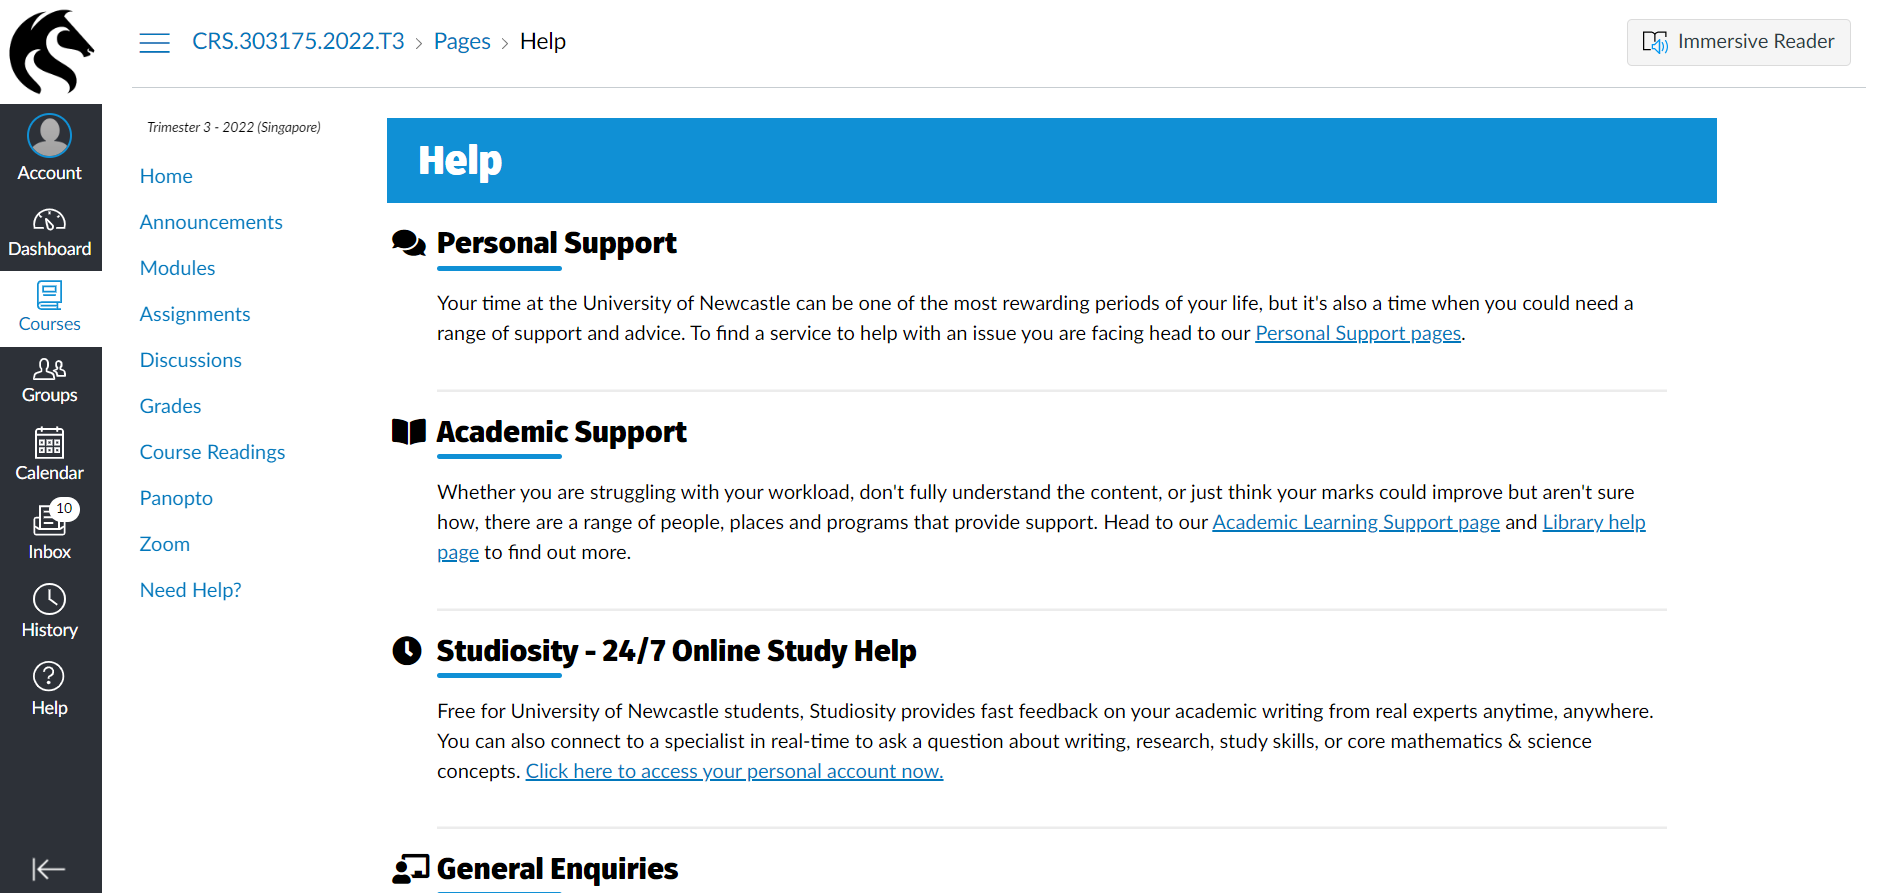 CRS.303175.2022.T3 › Pages › Help
Immersive Reader
Account
Dashboard
Courses
Groups
Calendar
10
Inbox
History
Help
Trimester 3 - 2022 (Singapore)
Home
Announcements
Modules
Assignments
Discussions
Grades
Course Readings
Panopto
Zoom
Need Help?
Help
Personal Support
Your time at the University of Newcastle can be one of the most rewarding periods of your life, but it's also a time when you could need a
range of support and advice. To find a service to help with an issue you are facing head to our Personal Support pages.
Academic Support
Whether you are struggling with your workload, don't fully understand the content, or just think your marks could improve but aren't sure
how, there are a range of people, places and programs that provide support. Head to our Academic Learning Support page and Library help
page to find out more.
Studiosity - 24/7 Online Study Help
Free for University of Newcastle students, Studiosity provides fast feedback on your academic writing from real experts anytime, anywhere.
You can also connect to a specialist in real-time to ask a question about writing, research, study skills, or core mathematics & science
concepts. Click here to access your personal account now.
General Enquiries